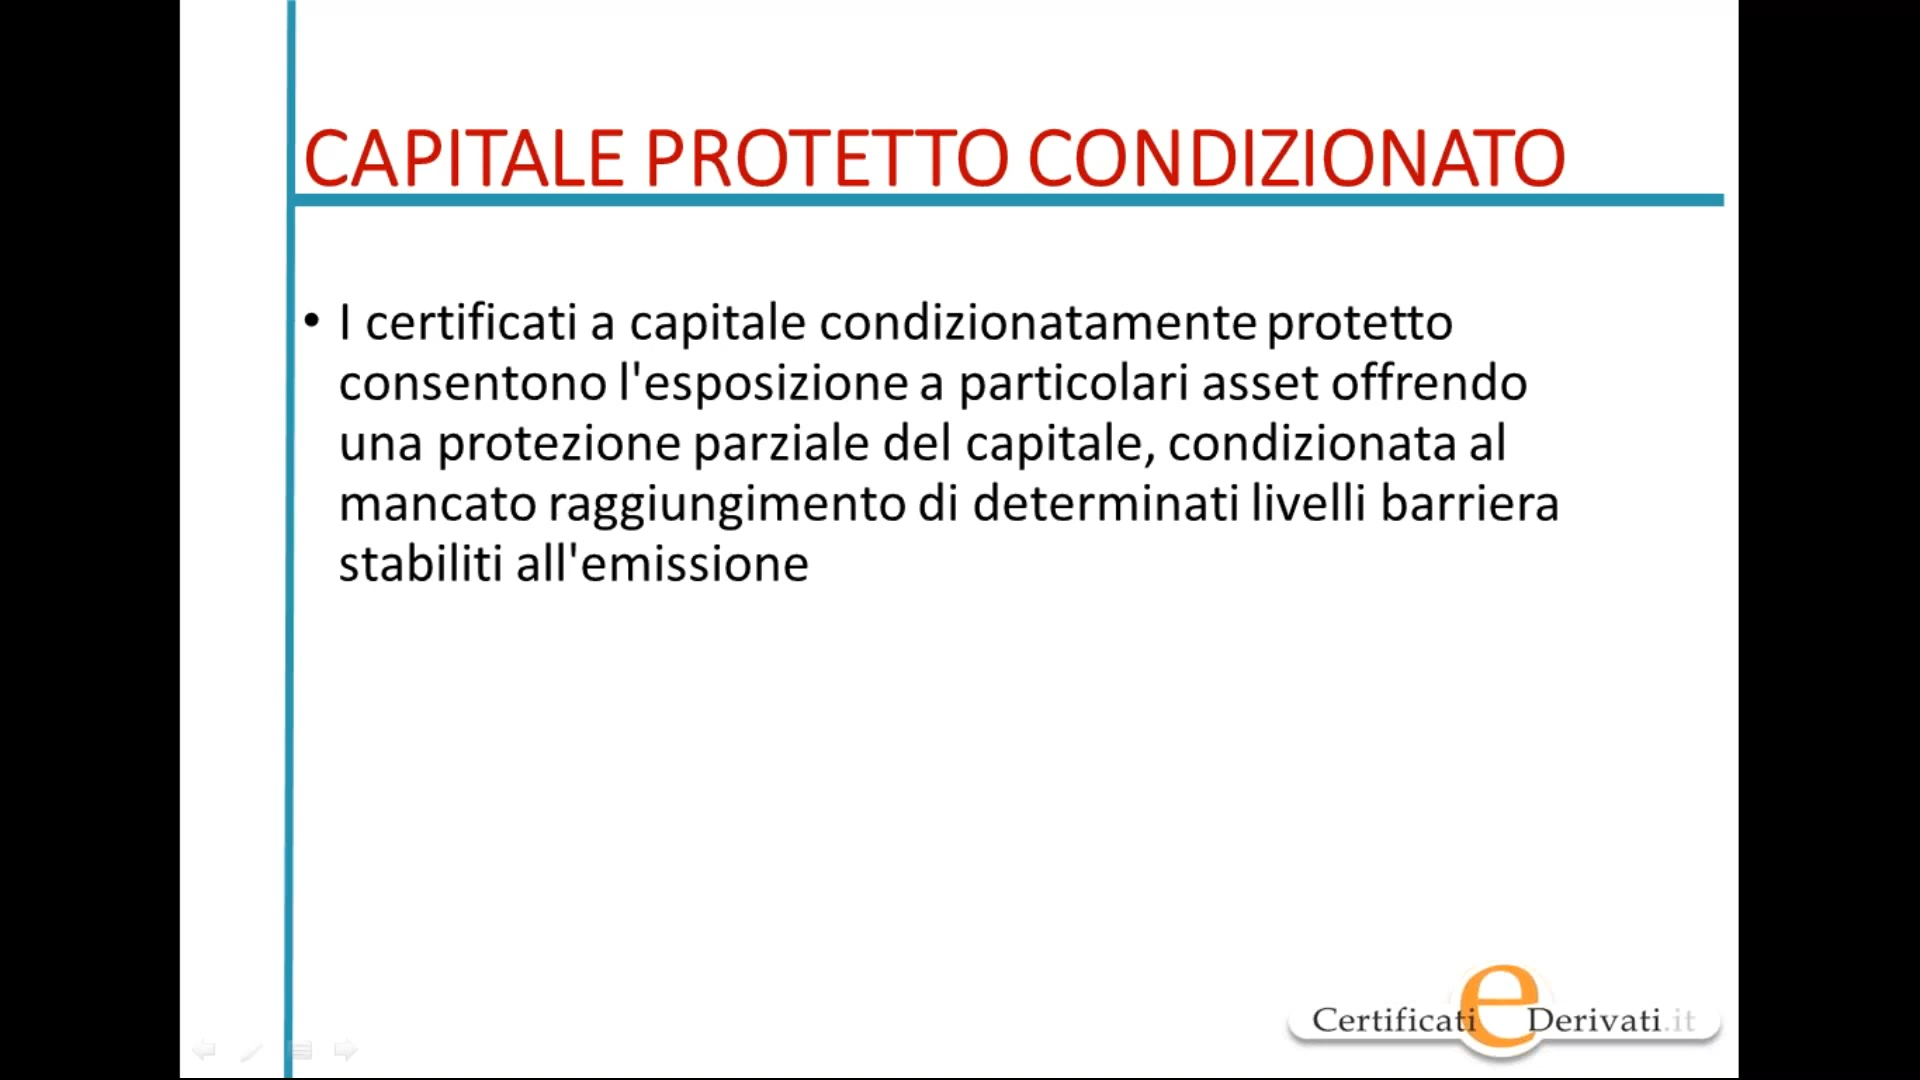 CAPITALE PROTETTO CONDIZIONATO
• I certificati a capitale condizionatamente protetto
consentono l'esposizione a particolari asset offrendo
una protezione parziale del capitale, condizionata al
mancato raggiungimento di determinati livelli barriera
stabiliti all'emissione
Certificati e Derivati.it